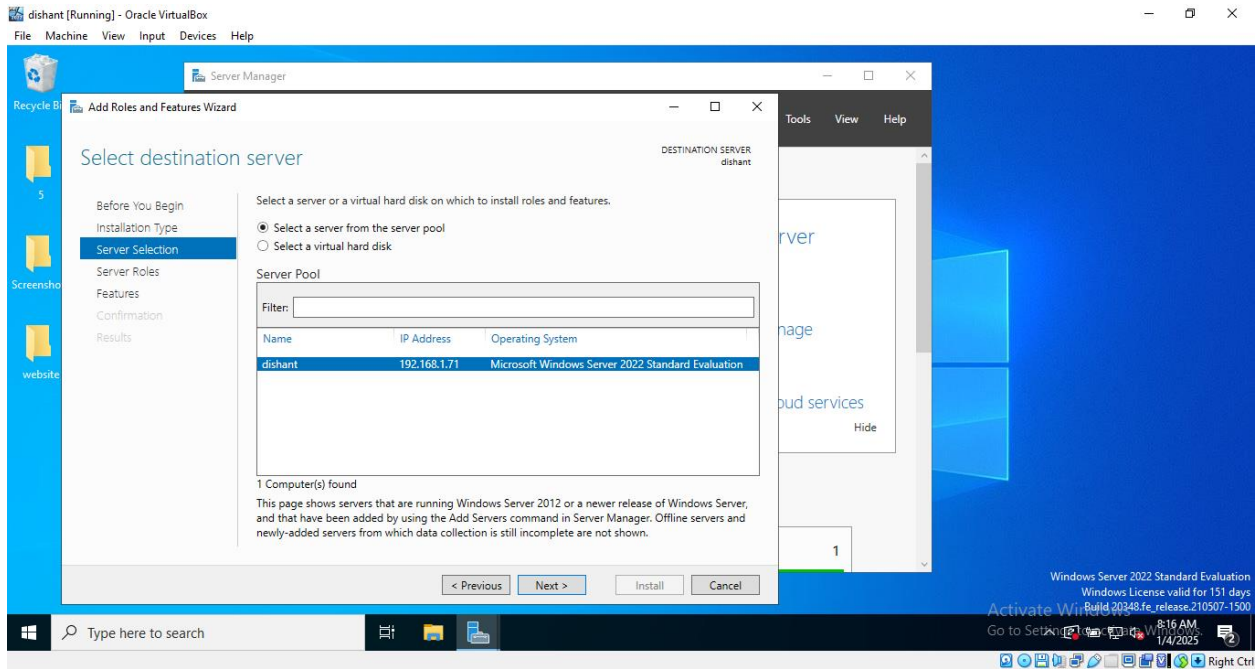 dishant [Running] - Oracle VirtualBox
File Machine View Input Devices Help
Recycle Bi
5
Screensho
website
Server Manager
Tools View Help
rver
nage
oud services
Hide
1
Add Roles and Features Wizard
Select destination server
DESTINATION SERVER
dishant
Before You Begin
Installation Type
Server Selection
Server Roles
Features
Confirmation
Results
Select a server or a virtual hard disk on which to install roles and features.
Select a server from the server pool
Select a virtual hard disk
Server Pool
Filter:
Name IP Address Operating System
dishant 192.168.1.71 Microsoft Windows Server 2022 Standard Evaluation
1 Computer(s) found
This page shows servers that are running Windows Server 2012 or a newer release of Windows Server,
and that have been added by using the Add Servers command in Server Manager. Offline servers and
newly-added servers from which data collection is still incomplete are not shown.
< Previous Next > Install Cancel
Windows Server 2022 Standard Evaluation
Windows License valid for 151 days
Build 20348.fe_release.210507-1500
Activate Win
Go to Setting to activate Windows.
Type here to search
8:16 AM
1/4/2025
2
Right Ctrl